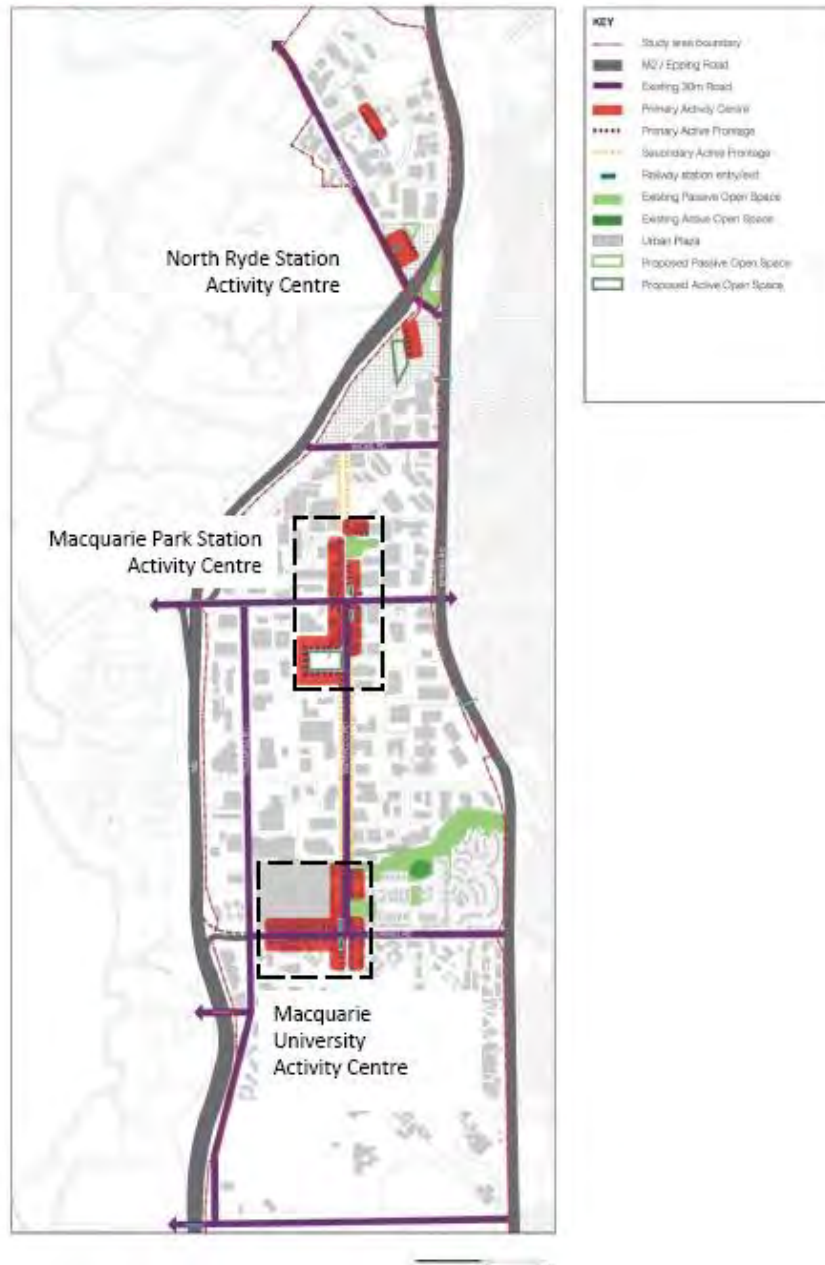 KEY
Study area boundary
M2 / Epping Road
Existing 30m Road
Primary Activity Centre
Primary Active Frontage
Secondary Active Frontage
Railway station entry/exit
Existing Passive Open Space
Existing Active Open Space
Urban Plaza
Proposed Passive Open Space
Proposed Active Open Space
North Ryde Station
Activity Centre
Macquarie Park Station
Activity Centre
Macquarie
University
Activity Centre